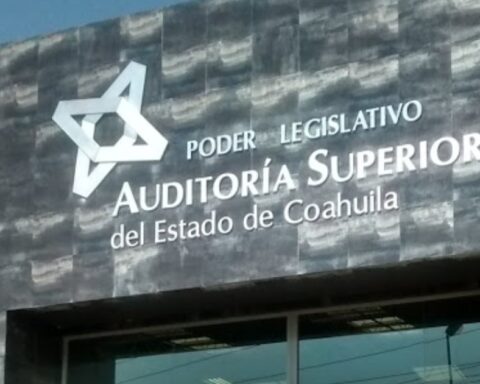 PODER LEGISLATIVO
AUDITORÍA SUPERIOR
del Estado de Coahuila